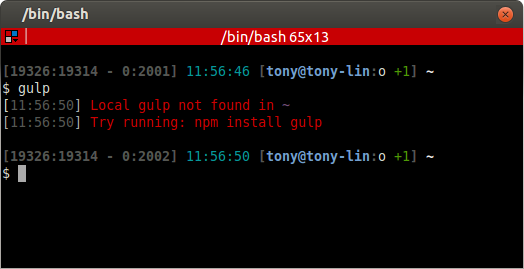 /bin/bash
/bin/bash 65x13
[19326:19314 - 0:2001] 11:56:46 [tony@tony-lin:o +1] ~
$ gulp
[11:56:50] Local gulp not found in ~
[11:56:50] Try running: npm install gulp
[19326:19314 - 0:2002] 11:56:50 [tony@tony-lin:o +1] ~
$